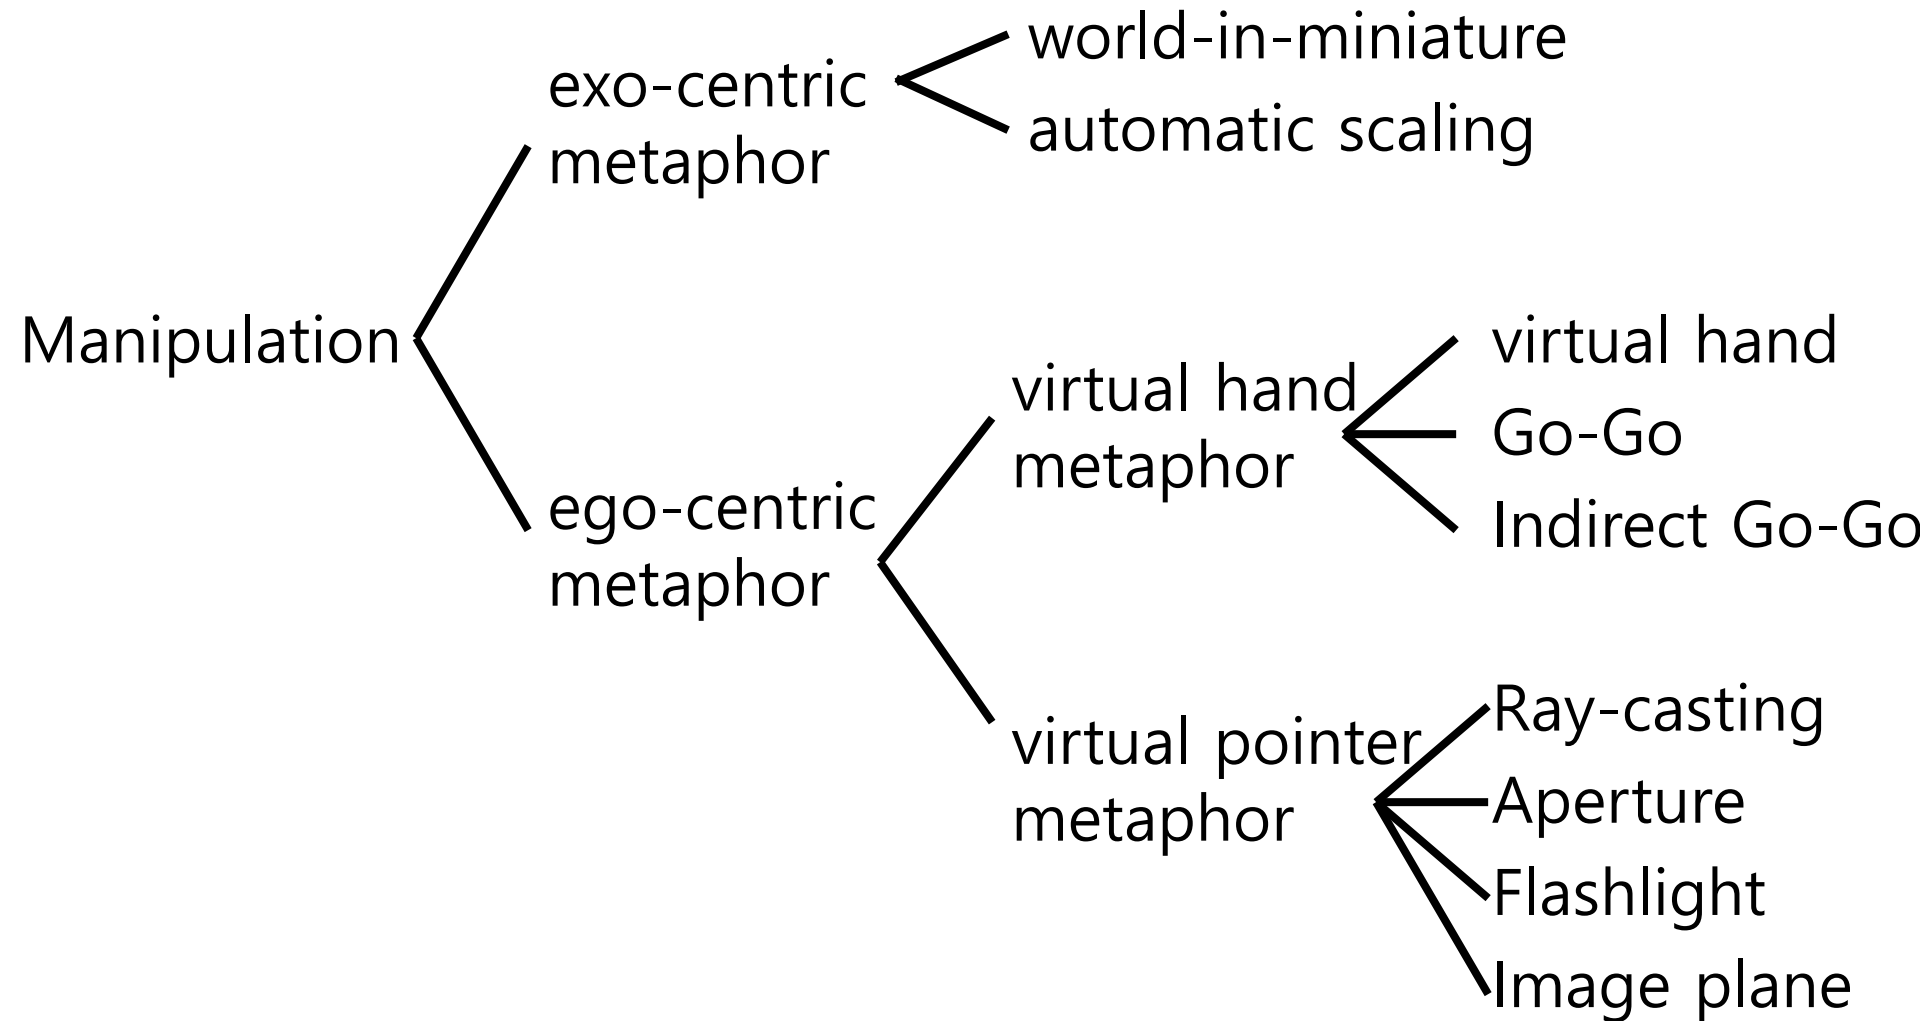 world-in-miniature
exo-centric
metaphor
automatic scaling
Manipulation
ego-centric
metaphor
virtual hand
metaphor
virtual hand
Go-Go
Indirect Go-Go
virtual pointer
metaphor
Ray-casting
Aperture
Flashlight
Image plane